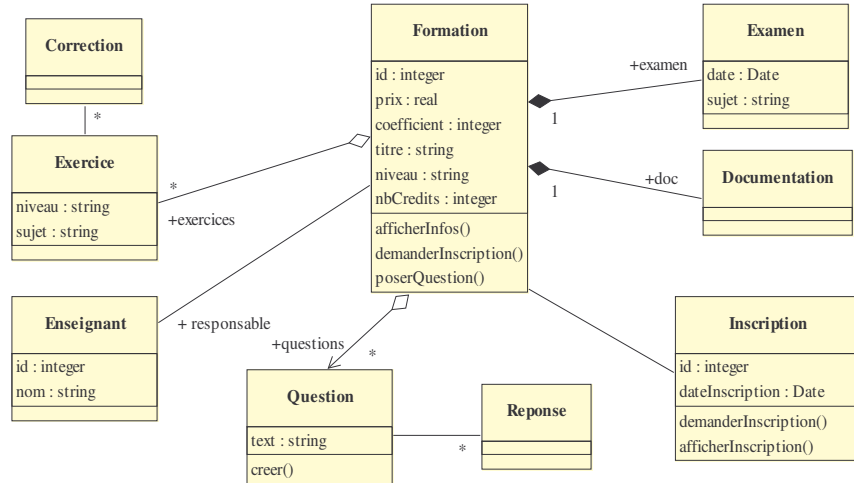 Correction
*
Exercice
niveau : string
sujet : string
*
+exercices
Formation
id : integer
prix : real
coefficient : integer
titre : string
niveau : string
nbCredits : integer
afficherInfos()
demanderInscription()
poserQuestion()
+examen
1
Examen
date : Date
sujet : string
+doc
1
Documentation
Enseignant
id : integer
nom : string
+ responsable
+questions
*
Question
text : string
creer()
*
Reponse
Inscription
id : integer
dateInscription : Date
demanderInscription()
afficherInscription()